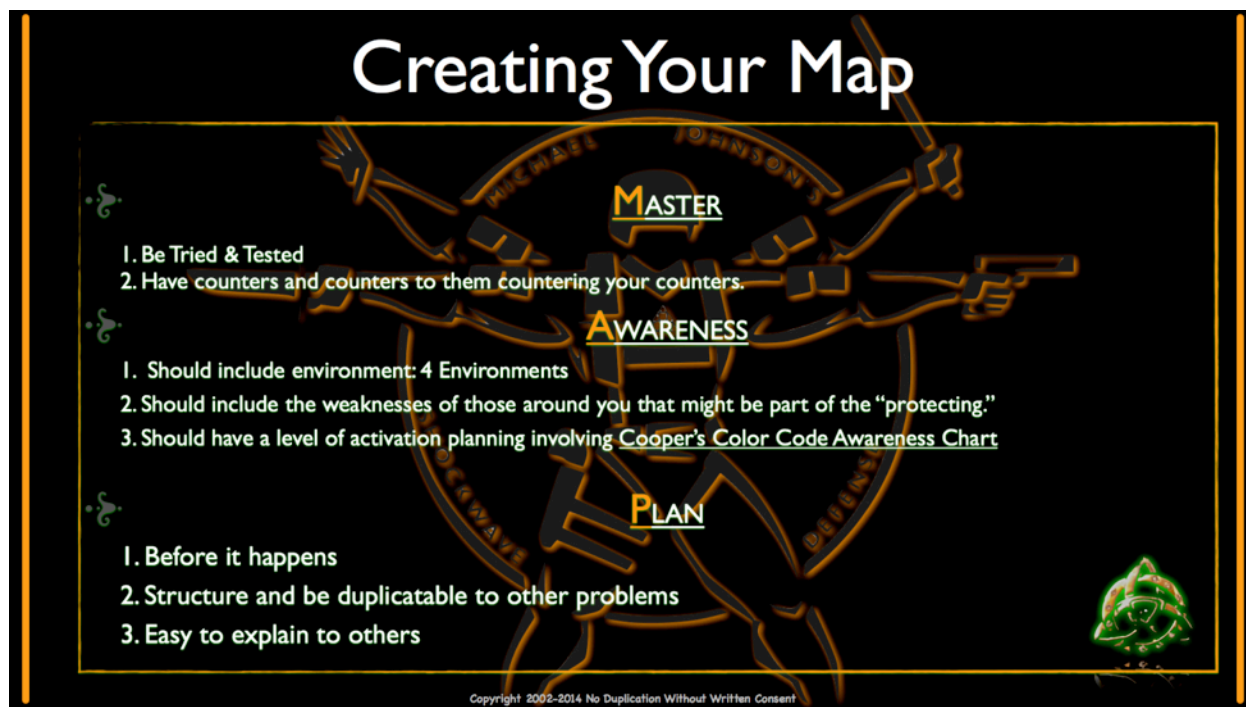 Creating Your Map
MICHAEL JOHNSON'S
MASTER
1. Be Tried & Tested
2. Have counters and counters to them countering your counters.
AWARENESS
1. Should include environment: 4 Environments
2. Should include the weaknesses of those around you that might be part of the “protecting.”
3. Should have a level of activation planning involving Cooper's Color Code Awareness Chart
SHOCKWAVE DEFENSE
PLAN
1. Before it happens
2. Structure and be duplicatable to other problems
3. Easy to explain to others
Copyright 2002-2014 No Duplication Without Written Consent